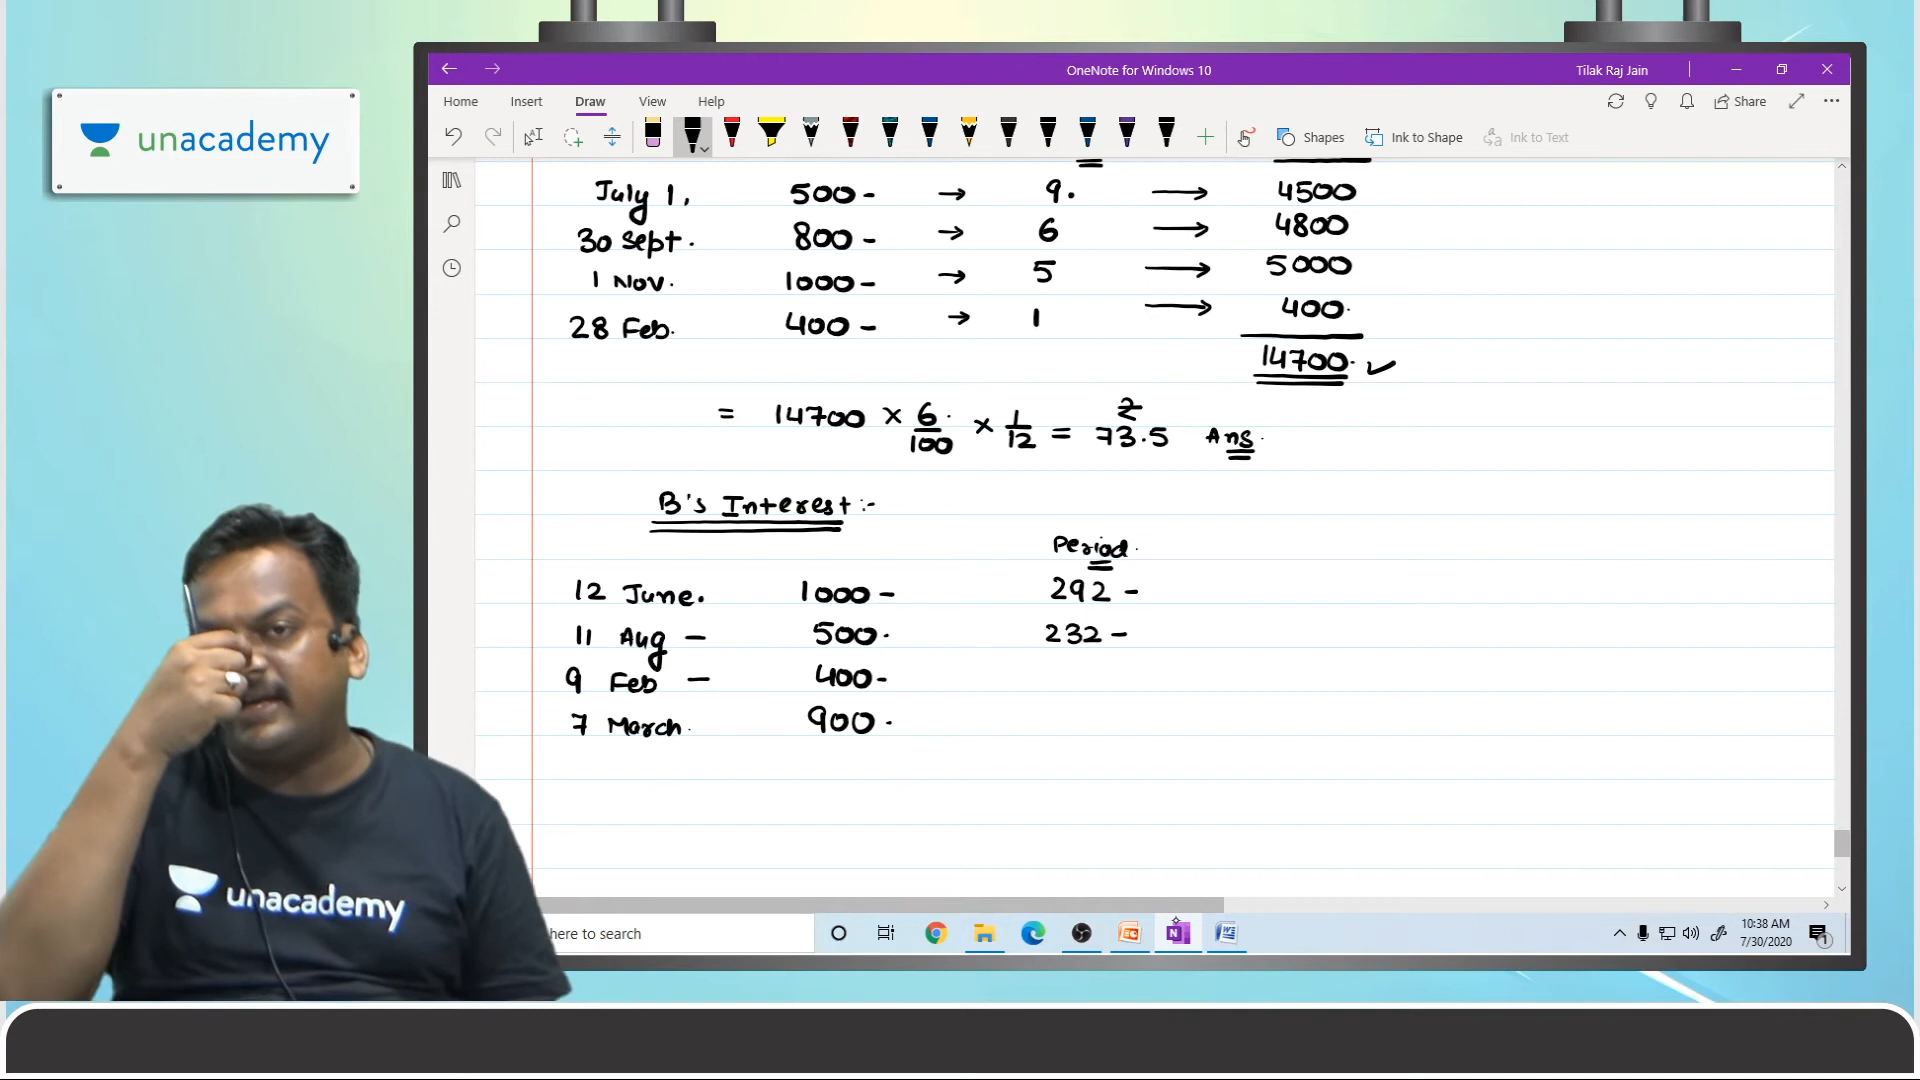 OneNote for Windows 10
Tilak Raj Jain
unacademy
Home Insert Draw View Help
Share
Shapes Ink to Shape Ink to Text
July 1, 500 - → 9. → 4500
30 Sept. 800 - → 6 → 4800
1 Nov. 1000 - → 5 → 5000
28 Feb. 400 - → 1 → 400.
14700. ✓
= 14700 × 6/100 × 1/12 = 73.5 Ans.
B's Interest :-
Period.
12 June. 1000 - 292 -
11 Aug - 500. 232 -
9 Feb - 400 -
7 March. 900.
unacademy
here to search
10:38 AM
7/30/2020
1